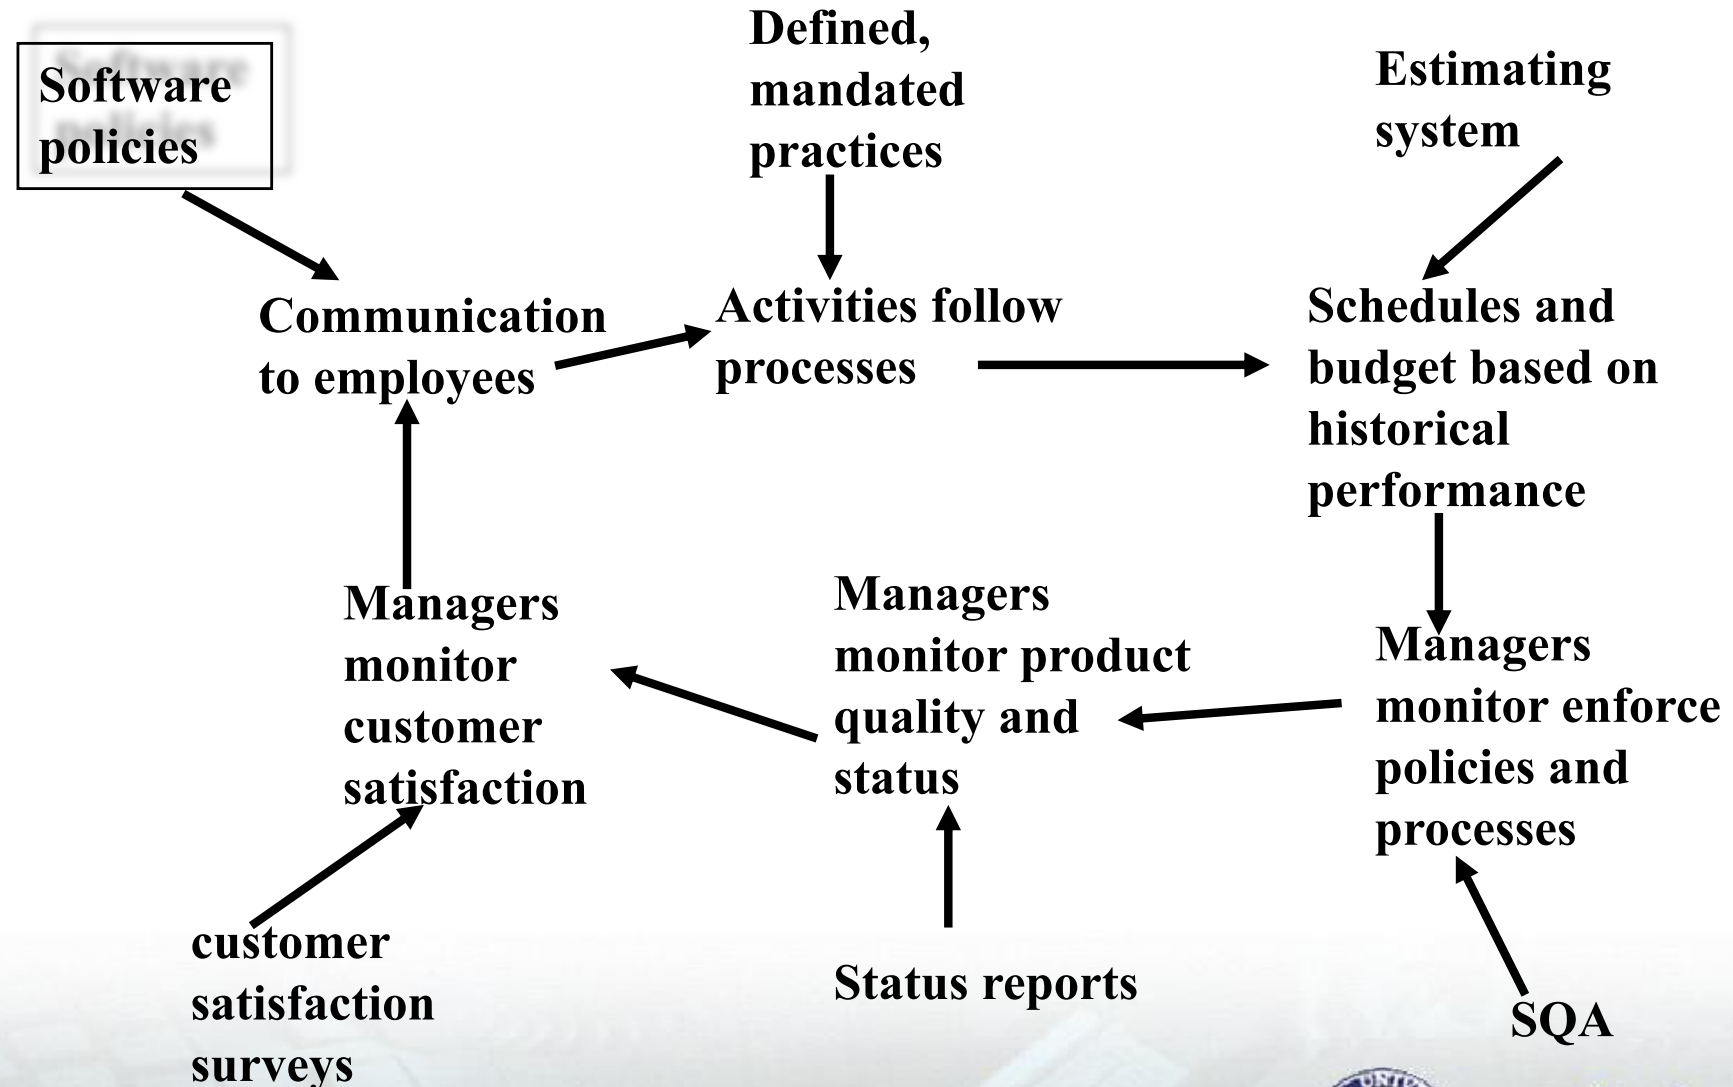 Software
policies
Defined,
mandated
practices
Estimating
system
Communication
to employees
Activities follow
processes
Schedules and
budget based on
historical
performance
Managers
monitor
customer
satisfaction
Managers
monitor product
quality and
status
Managers
monitor enforce
policies and
processes
customer
satisfaction
surveys
Status reports
SQA